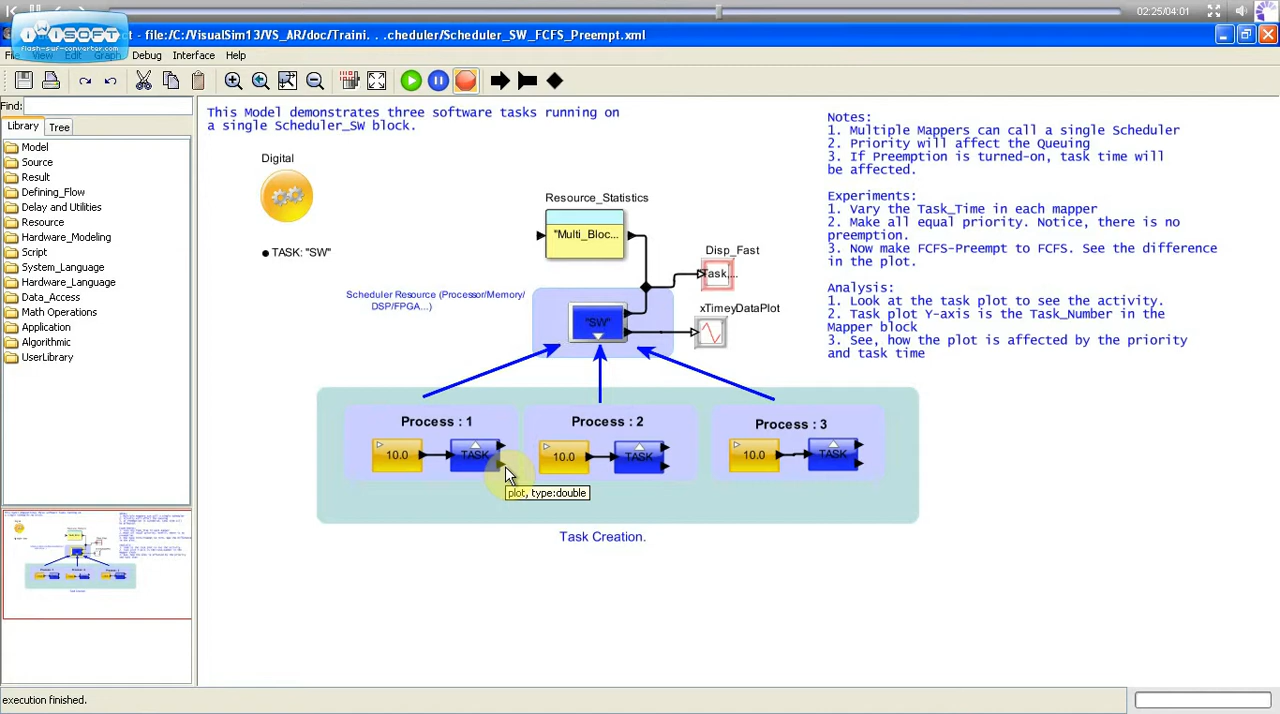 02:25/04:01
iWiSOFT
flash-swf-converter.com
ct - file:/C:/VisualSim13/VS_AR/doc/Traini. . .cheduler/Scheduler_SW_FCFS_Preempt.xml
View Edit Graph Debug Interface Help
Find:
Library Tree
Model
Source
Result
Defining_Flow
Delay and Utilities
Resource
Hardware_Modeling
Script
System_Language
Hardware_Language
Data_Access
Math Operations
Application
Algorithmic
UserLibrary
This Model demonstrates three software tasks running on
a single Scheduler_SW block.
Digital
TASK: "SW"
Resource_Statistics
"Multi_Bloc...
Disp_Fast
Task,...
Scheduler Resource (Processor/Memory/
DSP/FPGA...)
"SW"
xTimeyDataPlot
Process : 1
10.0
TASK
Process : 2
10.0
TASK
Process : 3
10.0
TASK
plot, type:double
Task Creation.
Notes:
1. Multiple Mappers can call a single Scheduler
2. Priority will affect the Queuing
3. If Preemption is turned-on, task time will
be affected.
Experiments:
1. Vary the Task_Time in each mapper
2. Make all equal priority. Notice, there is no
preemption.
3. Now make FCFS-Preempt to FCFS. See the difference
in the plot.
Analysis:
1. Look at the task plot to see the activity.
2. Task plot Y-axis is the Task_Number in the
Mapper block
3. See, how the plot is affected by the priority
and task time
execution finished.